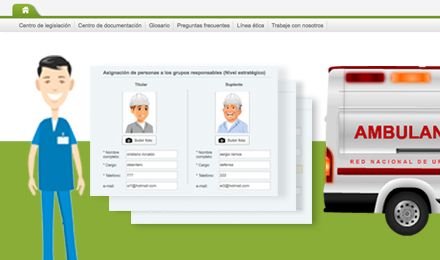 Centro de legislación Centro de documentación Glosario Preguntas frecuentes Línea ética Trabaje con nosotros
Asignación de personas a los grupos responsables (Nivel estratégico)
Titular Suplente
Subir foto Subir foto
* Nombre completo: cristiano ronaldo * Nombre completo: sergio ramos
* Cargo: delantero * Cargo: defensa
* Teléfono: 777 * Teléfono: 222
e-mail: cr7@hotmail.com e-mail: sr2@hotmail.com
AMBULAN
RED NACIONAL DE UR